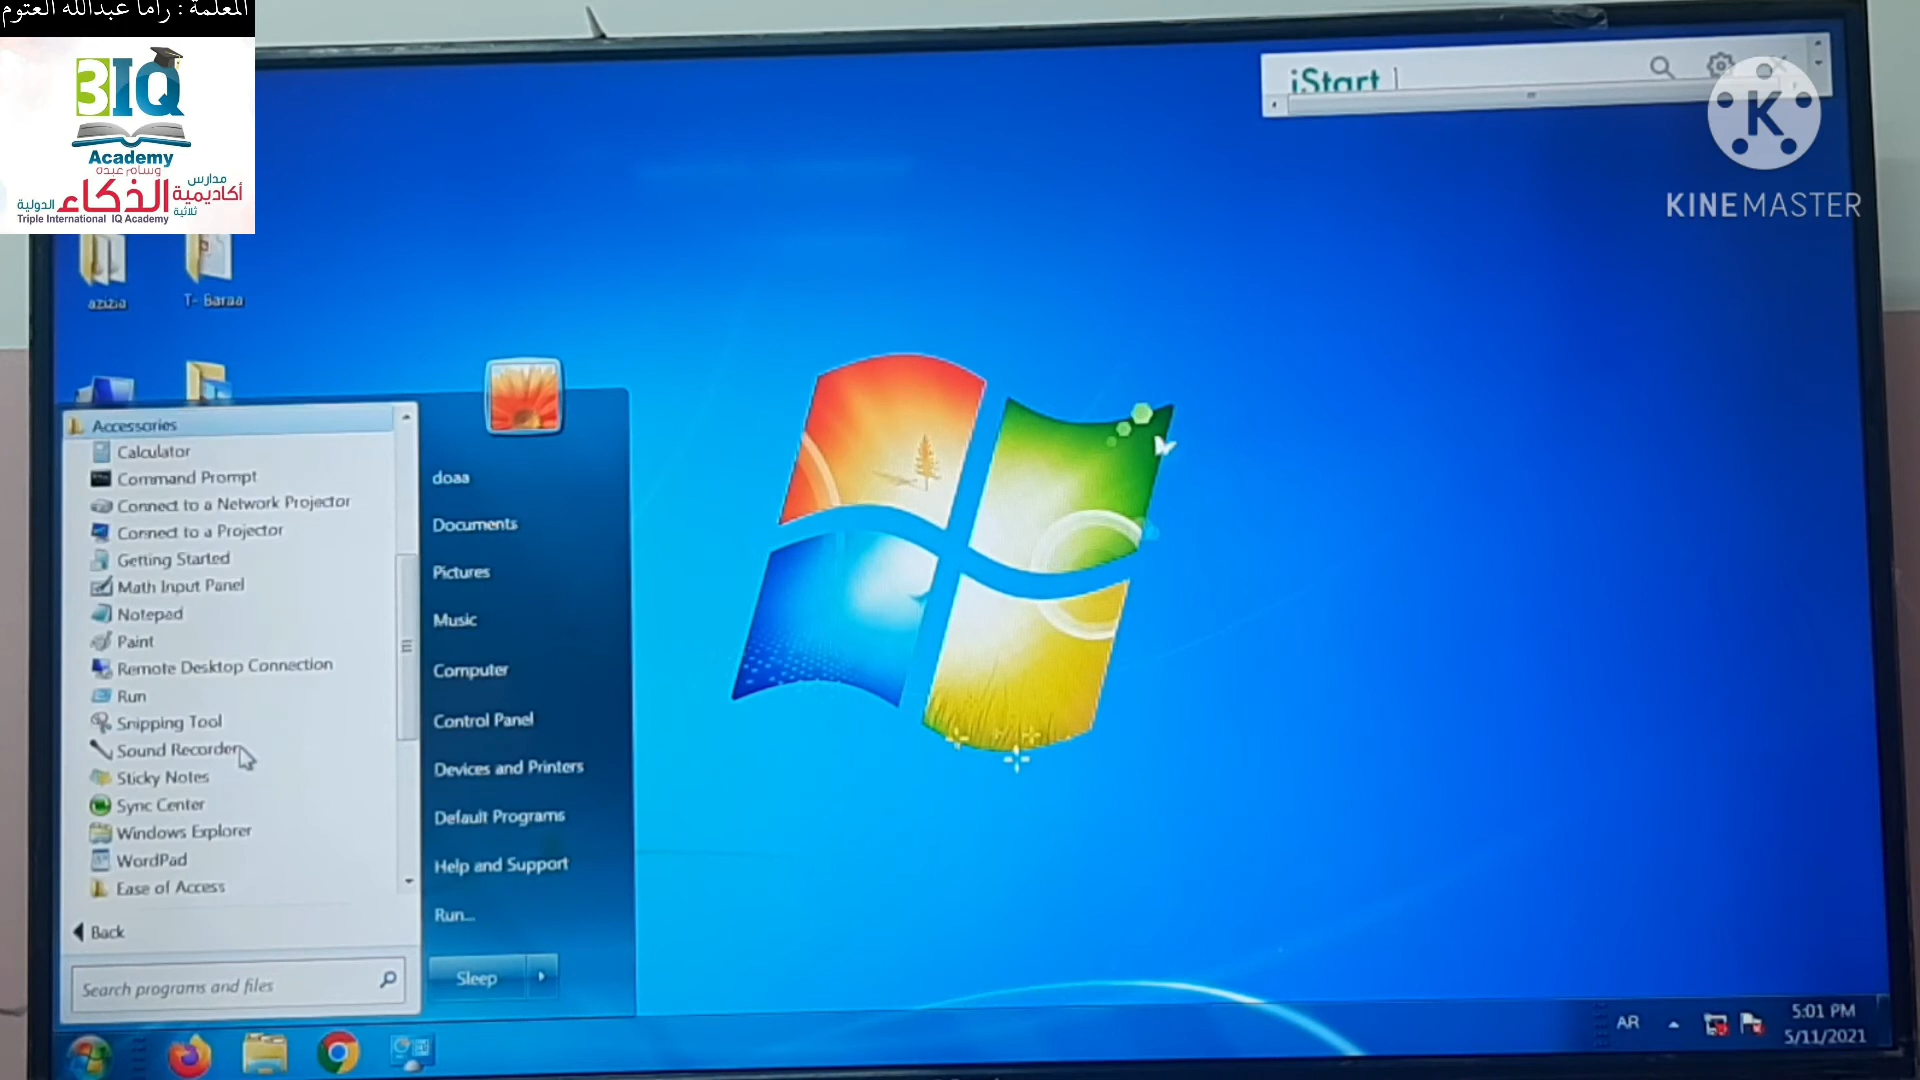 المعلمة : راما عبدالله العتوم
3IQ
Academy
وسام عبده
مدارس
أكاديمية الذكاء الدولية
ثلاثية
Triple International IQ Academy
iStart
K
KINEMASTER
azizia
T- Baraa
Accessories
Calculator
Command Prompt
Connect to a Network Projector
Connect to a Projector
Getting Started
Math Input Panel
Notepad
Paint
Remote Desktop Connection
Run
Snipping Tool
Sound Recorder
Sticky Notes
Sync Center
Windows Explorer
WordPad
Ease of Access
Back
Search programs and files
doaa
Documents
Pictures
Music
Computer
Control Panel
Devices and Printers
Default Programs
Help and Support
Run...
Sleep
AR
5:01 PM
5/11/2021